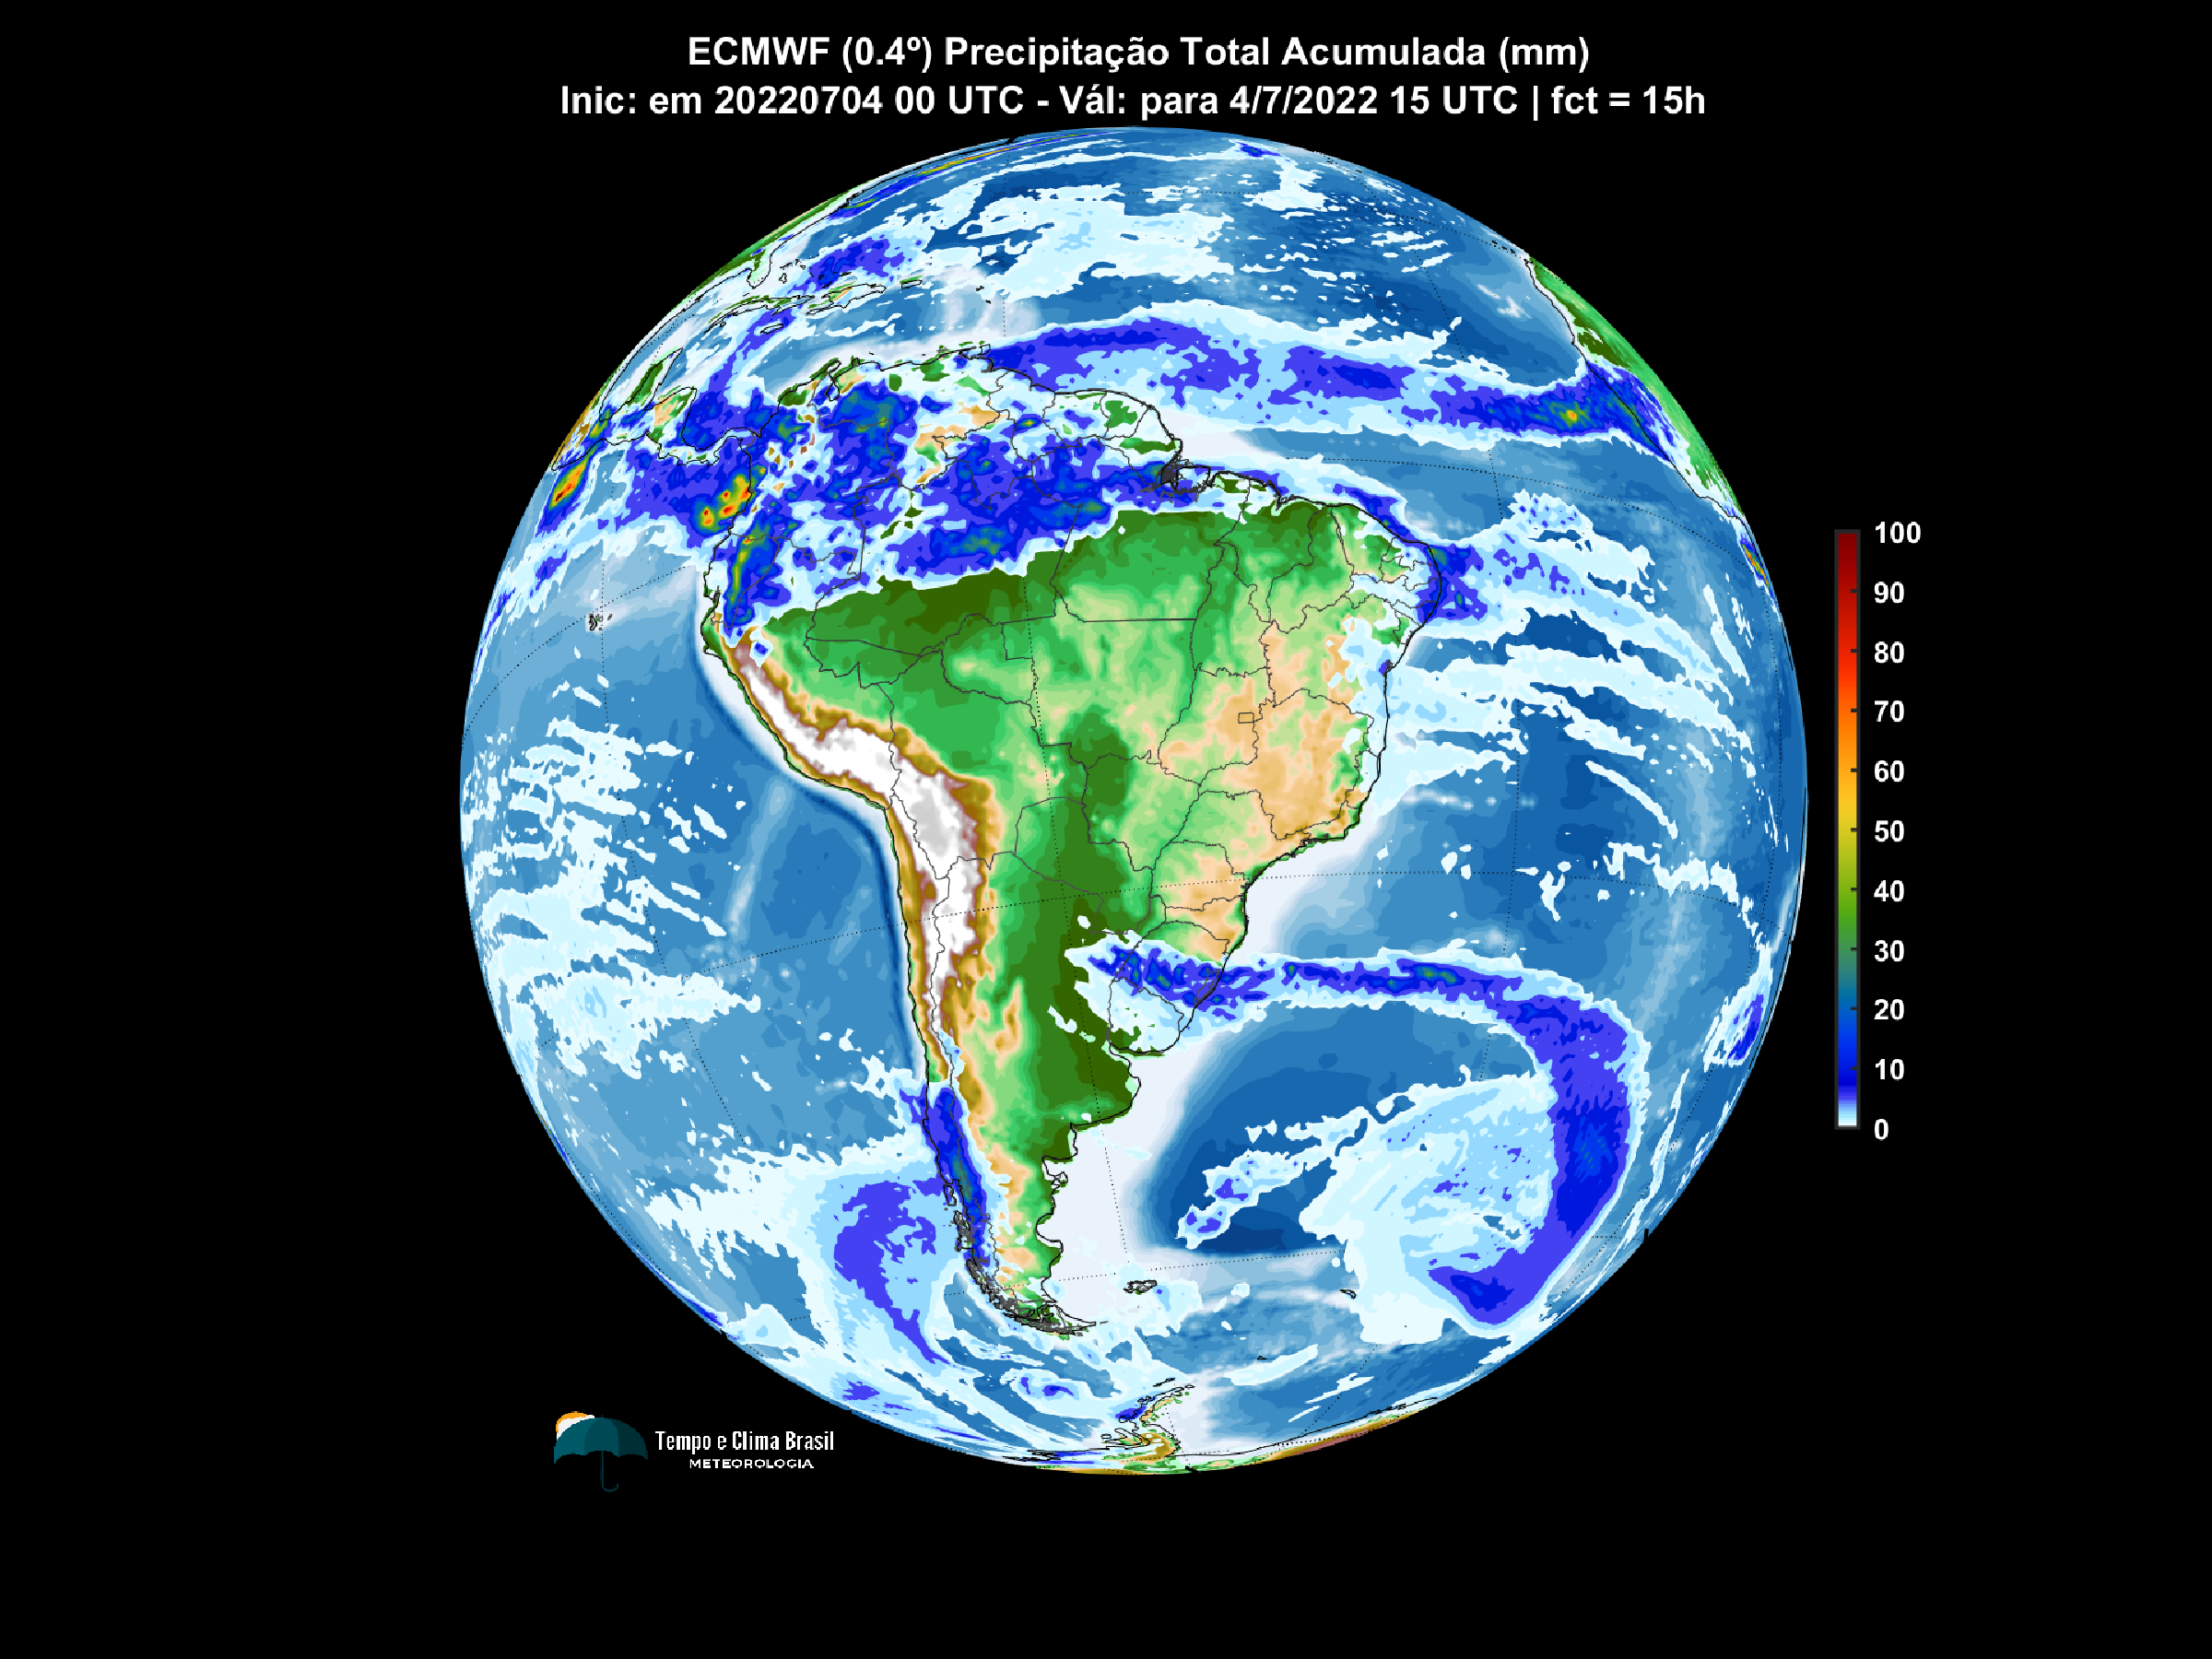 ECMWF (0.4º) Precipitação Total Acumulada (mm)
Inic: em 20220704 00 UTC - Vál: para 4/7/2022 15 UTC | fct = 15h
100
90
80
70
60
50
40
30
20
10
0
Tempo e Clima Brasil
METEOROLOGIA